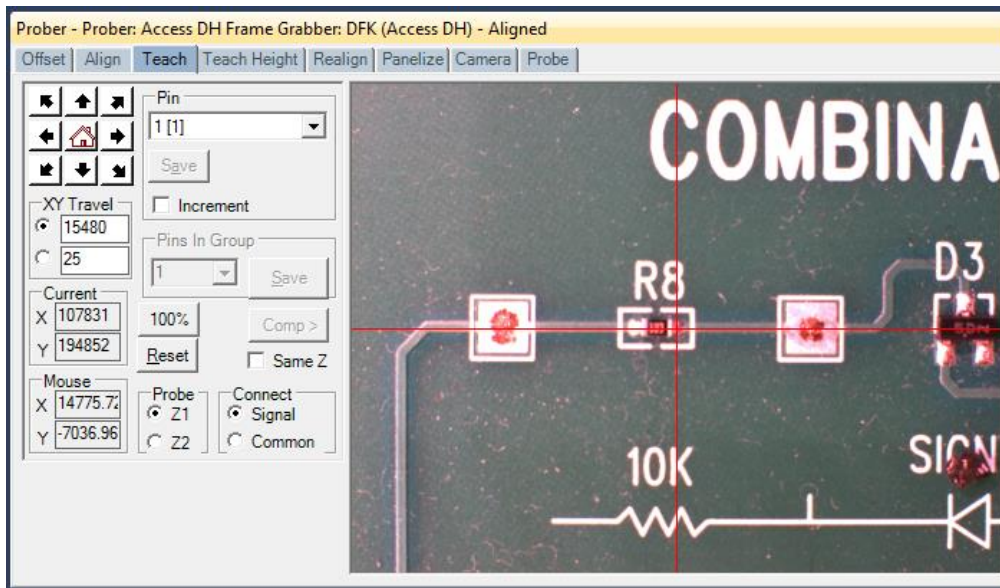 Prober - Prober: Access DH Frame Grabber: DFK (Access DH) - Aligned
Offset Align Teach Teach Height Realign Panelize Camera Probe
Pin
1 [1]
Save
Increment
XY Travel
15480
25
Pins In Group
1
Save
Current
X 107831
Y 194852
100%
Reset
Comp >
Same Z
Mouse
X 14775.72
Y -7036.96
Probe
Z1
Z2
Connect
Signal
Common
COMBINA
R8
D3
10K
SIGN